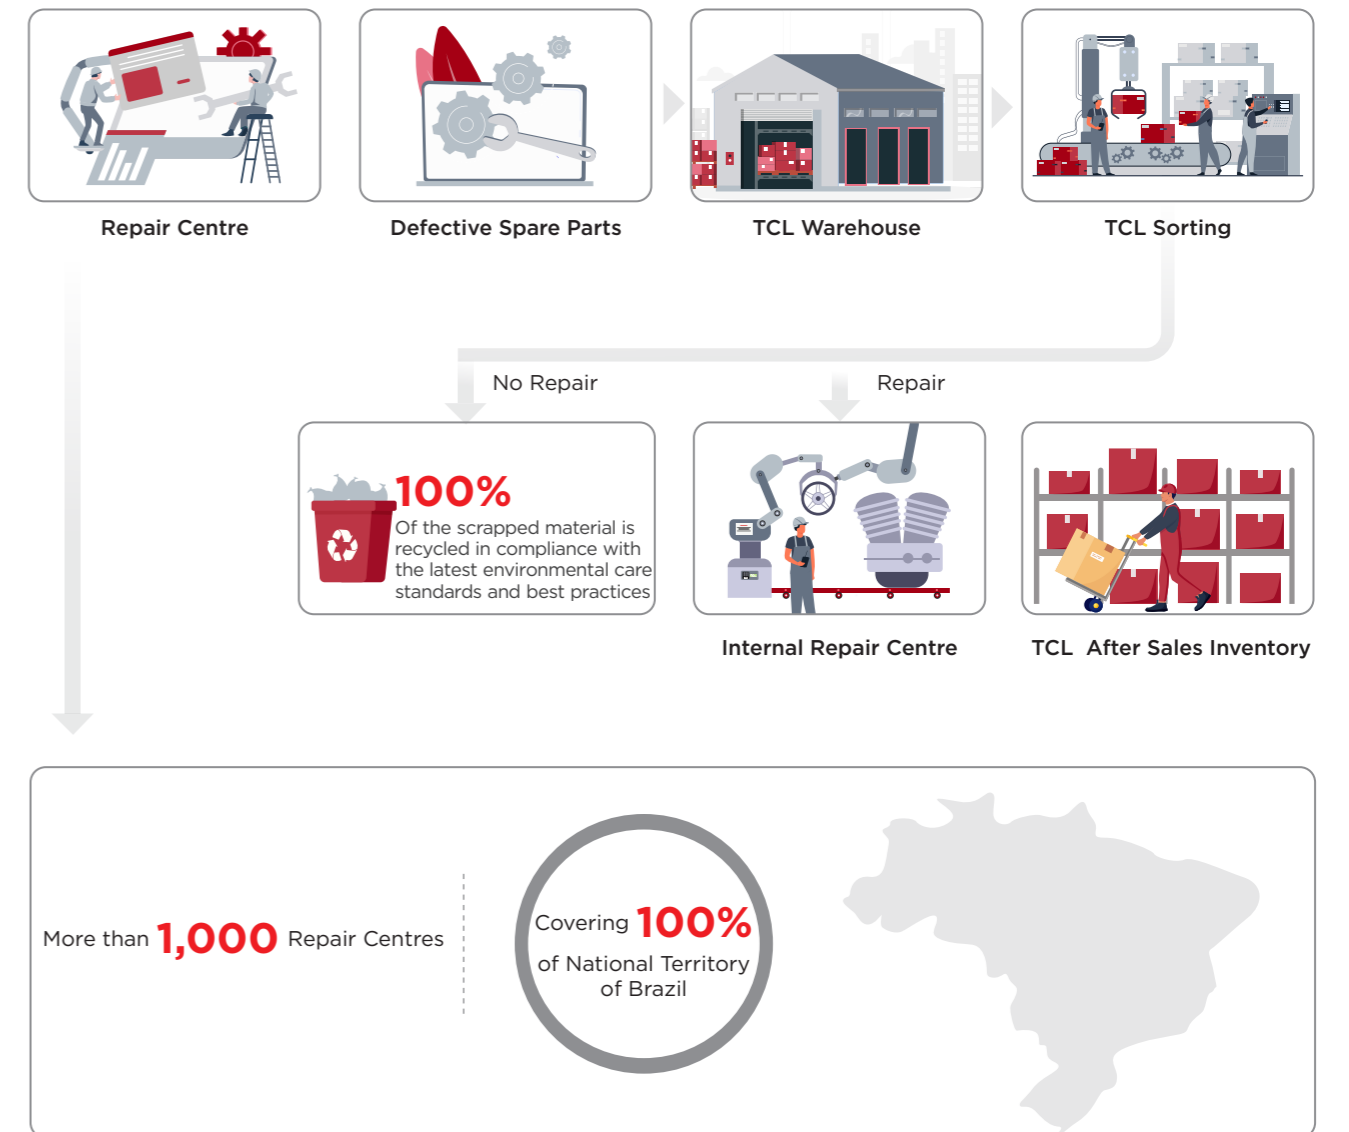 Repair Centre
Defective Spare Parts
TCL Warehouse
TCL Sorting
No Repair
Repair
100%
Of the scrapped material is
recycled in compliance with
the latest environmental care
standards and best practices
Internal Repair Centre
TCL After Sales Inventory
More than 1,000 Repair Centres
Covering 100%
of National Territory
of Brazil